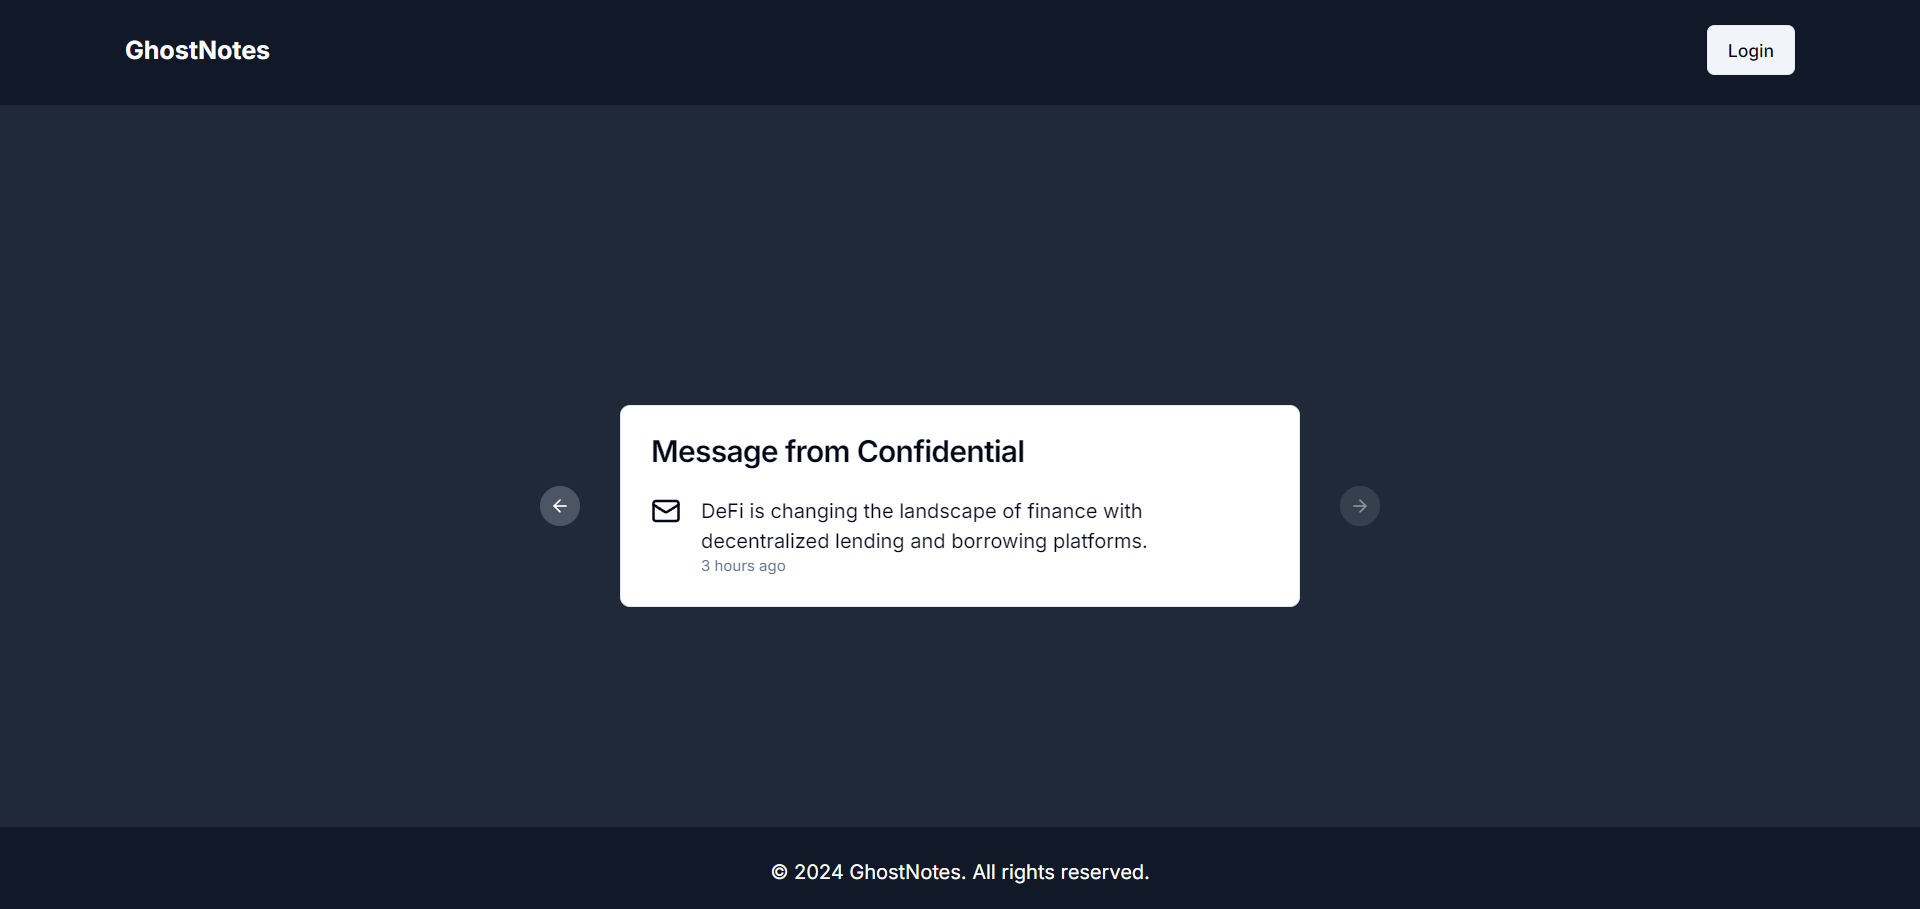 GhostNotes
Login
Message from Confidential
DeFi is changing the landscape of finance with
decentralized lending and borrowing platforms.
3 hours ago
© 2024 GhostNotes. All rights reserved.